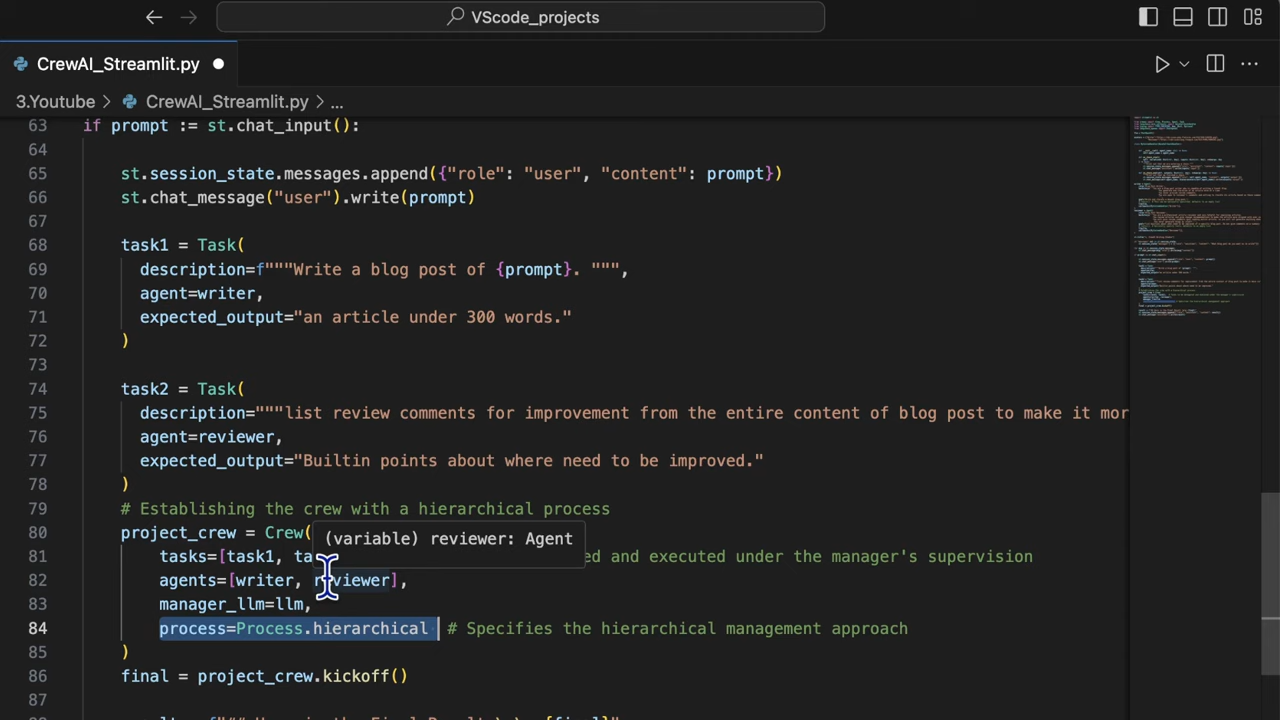 VScode_projects
CrewAI_Streamlit.py
3.Youtube > CrewAI_Streamlit.py > ...
63 if prompt := st.chat_input():
64
65 st.session_state.messages.append({"role": "user", "content": prompt})
66 st.chat_message("user").write(prompt)
67
68 task1 = Task(
69 description=f"""Write a blog post of {prompt}. """,
70 agent=writer,
71 expected_output="an article under 300 words."
72 )
73
74 task2 = Task(
75 description="""list review comments for improvement from the entire content of blog post to make it mor
76 agent=reviewer,
77 expected_output="Builtin points about where need to be improved."
78 )
79 # Establishing the crew with a hierarchical process
80 project_crew = Crew(
(variable) reviewer: Agent
81 tasks=[task1, ta ed and executed under the manager's supervision
82 agents=[writer, reviewer],
83 manager_llm=llm,
84 process=Process.hierarchical # Specifies the hierarchical management approach
85 )
86 final = project_crew.kickoff()
87